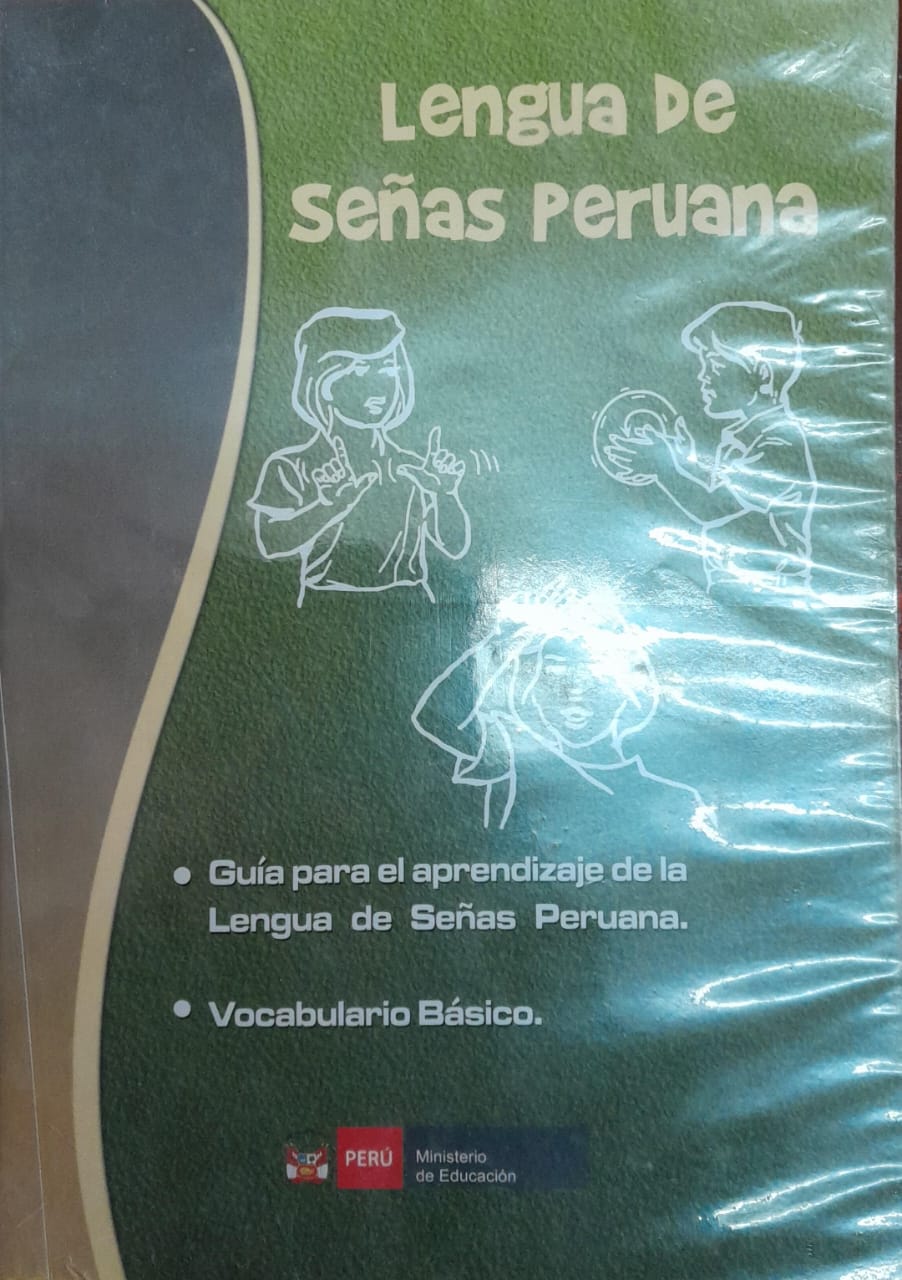 Lengua De
Señas Peruana
• Guía para el aprendizaje de la
Lengua de Señas Peruana.
• Vocabulario Básico.
PERÚ
Ministerio
de Educación